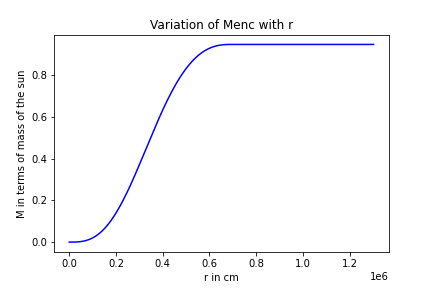 Variation of Menc with r
M in terms of mass of the sun
0.8
0.6
0.4
0.2
0.0
0.0 0.2 0.4 0.6 0.8 1.0 1.2
1e6
r in cm